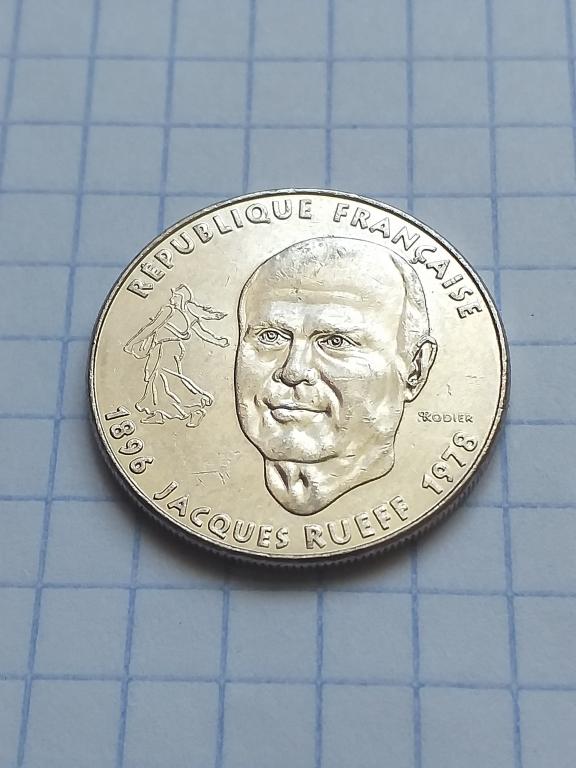 RÉPUBLIQUE FRANÇAISE
RODIER
1896 JACQUES RUEFF 1978